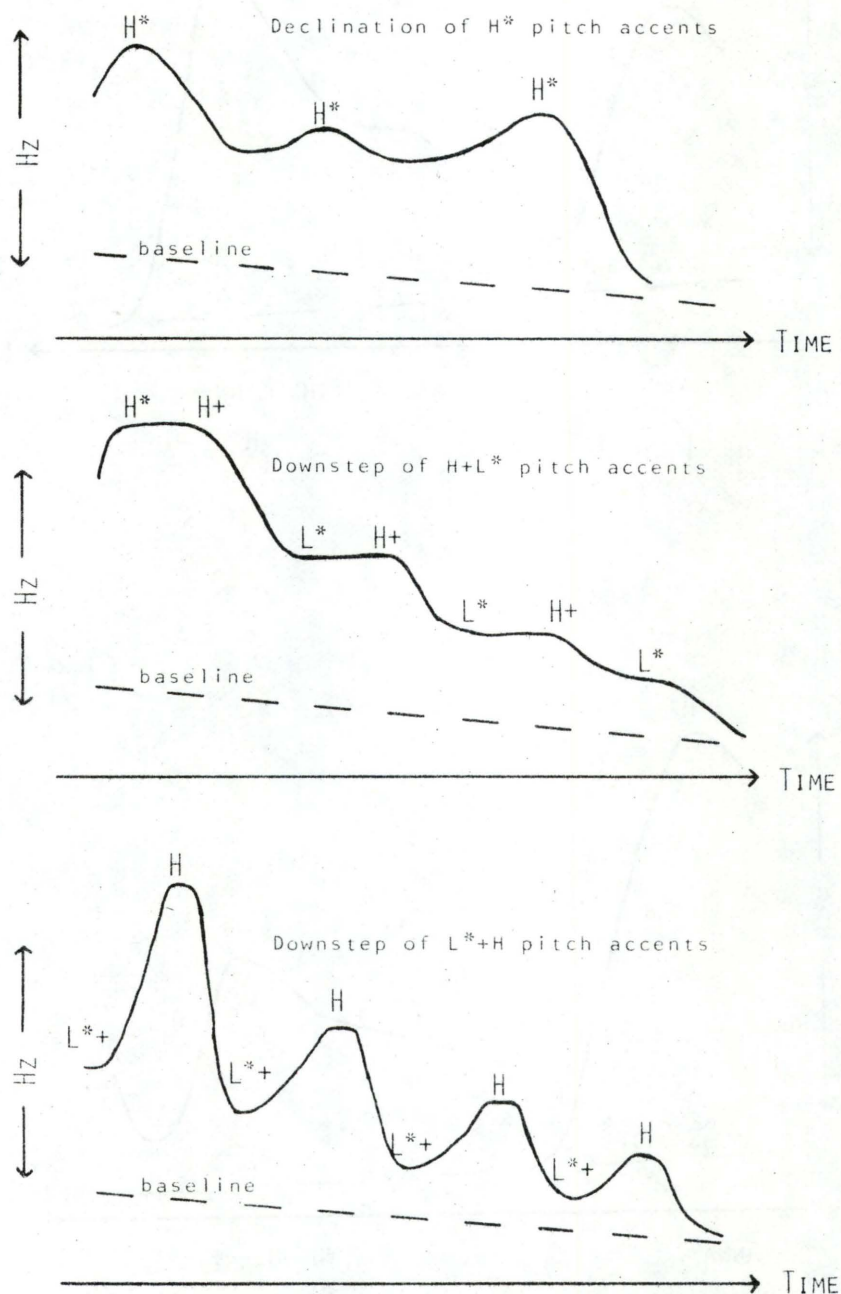 Declination of H* pitch accents
H*
H*
H*
Hz
baseline
TIME
H* H+
Downstep of H+L* pitch accents
L* H+
L* H+
L*
Hz
baseline
TIME
H
Downstep of L*+H pitch accents
H
L*+
L*+
H
L*+
H
L*+
Hz
baseline
TIME